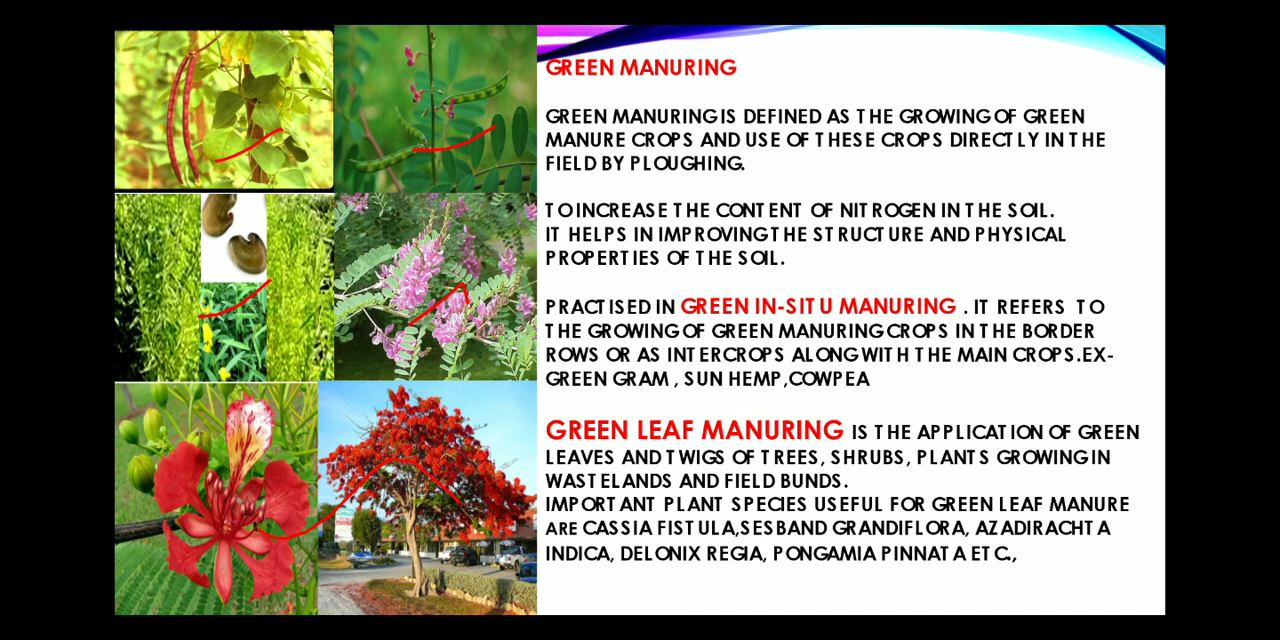 GREEN MANURING
GREEN MANURING IS DEFINED AS THE GROWING OF GREEN
MANURE CROPS AND USE OF THESE CROPS DIRECTLY IN THE
FIELD BY PLOUGHING.
TO INCREASE THE CONTENT OF NITROGEN IN THE SOIL.
IT HELPS IN IMPROVING THE STRUCTURE AND PHYSICAL
PROPERTIES OF THE SOIL.
PRACTISED IN GREEN IN-SITU MANURING . IT REFERS TO
THE GROWING OF GREEN MANURING CROPS IN THE BORDER
ROWS OR AS INTERCROPS ALONG WITH THE MAIN CROPS.EX-
GREEN GRAM , SUN HEMP,COWPEA
GREEN LEAF MANURING IS THE APPLICATION OF GREEN
LEAVES AND TWIGS OF TREES, SHRUBS, PLANTS GROWING IN
WASTELANDS AND FIELD BUNDS.
IMPORTANT PLANT SPECIES USEFUL FOR GREEN LEAF MANURE
ARE CASSIA FISTULA,SESBAND GRANDIFLORA, AZADIRACHTA
INDICA, DELONIX REGIA, PONGAMIA PINNATA ETC.,